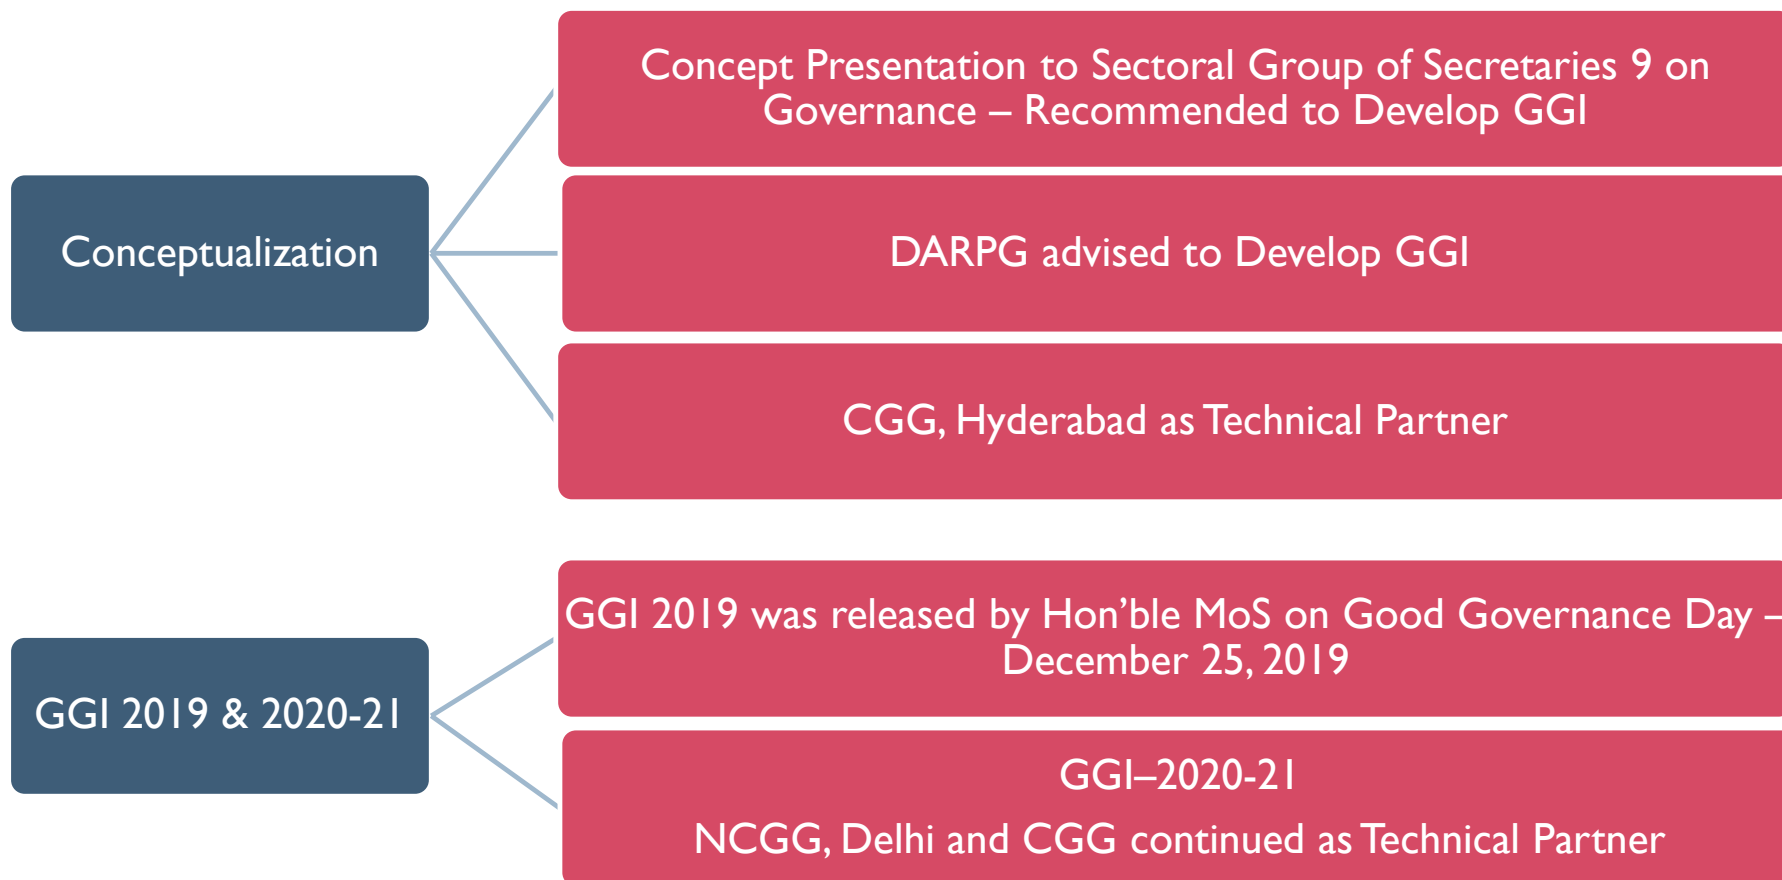 Concept Presentation to Sectoral Group of Secretaries 9 on
Governance – Recommended to Develop GGI
Conceptualization
DARPG advised to Develop GGI
CGG, Hyderabad as Technical Partner
GGI 2019 was released by Hon’ble MoS on Good Governance Day –
December 25, 2019
GGI 2019 & 2020-21
GGI–2020-21
NCGG, Delhi and CGG continued as Technical Partner